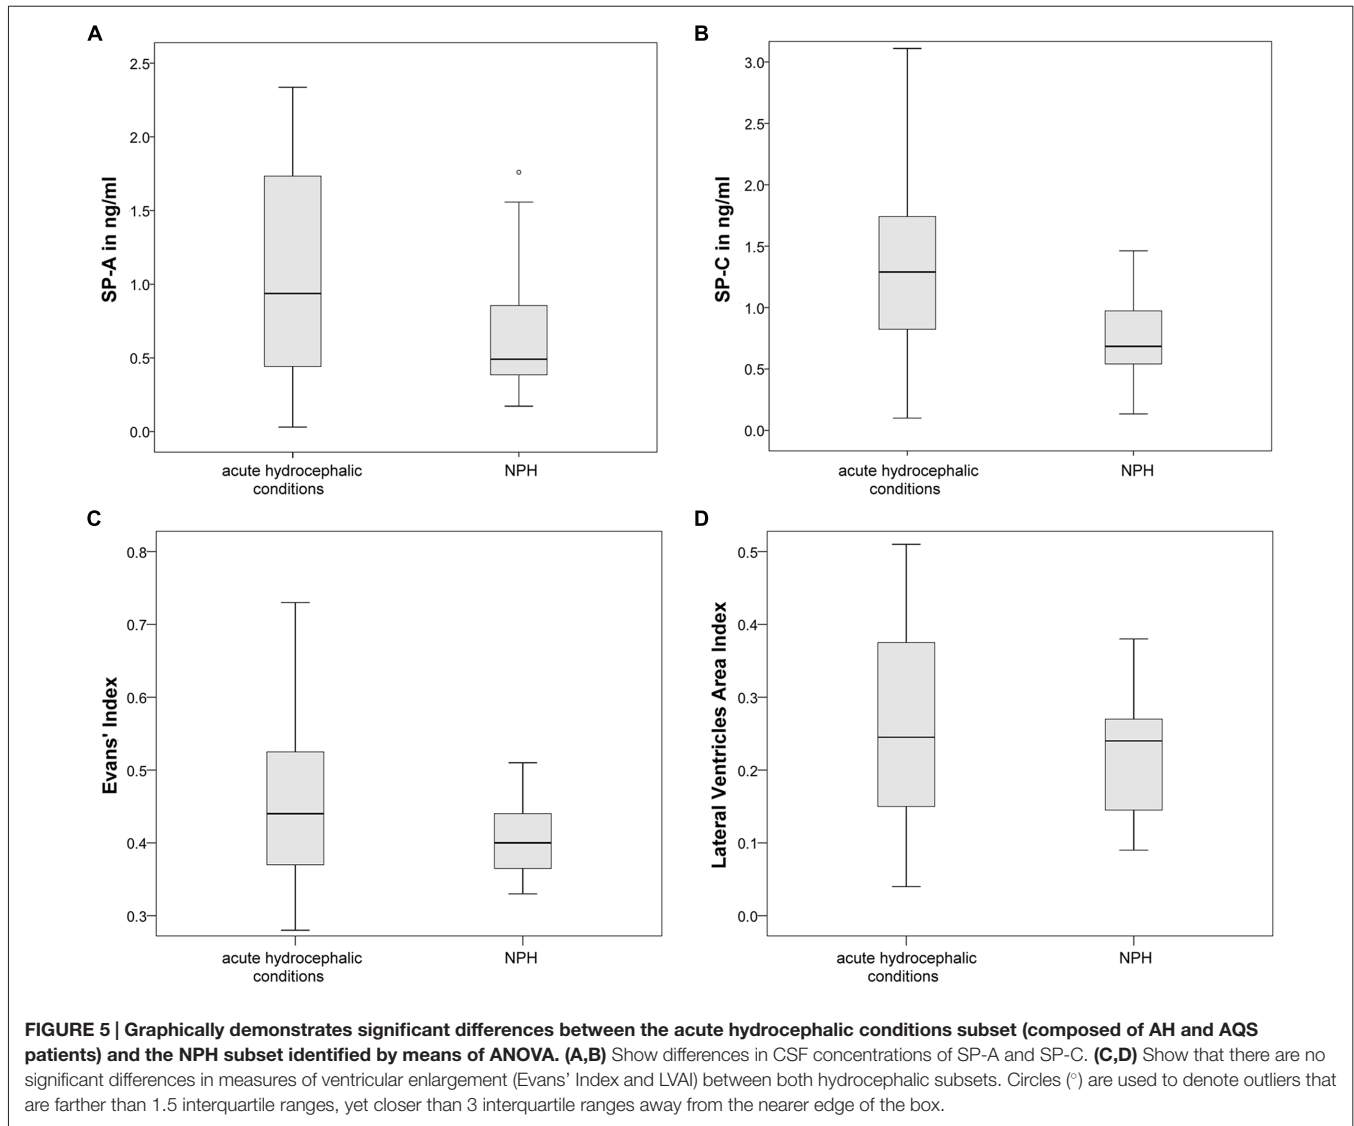 A
2.5
2.0
1.5
1.0
0.5
0.0
SP-A in ng/ml
acute hydrocephalic
conditions
NPH
B
3.0
2.5
2.0
1.5
1.0
0.5
0.0
SP-C in ng/ml
acute hydrocephalic
conditions
NPH
C
0.8
0.7
0.6
0.5
0.4
0.3
Evans' Index
acute hydrocephalic
conditions
NPH
D
0.5
0.4
0.3
0.2
0.1
0.0
Lateral Ventricles Area Index
acute hydrocephalic
conditions
NPH
FIGURE 5 | Graphically demonstrates significant differences between the acute hydrocephalic conditions subset (composed of AH and AQS
patients) and the NPH subset identified by means of ANOVA. (A,B) Show differences in CSF concentrations of SP-A and SP-C. (C,D) Show that there are no
significant differences in measures of ventricular enlargement (Evans' Index and LVAI) between both hydrocephalic subsets. Circles (°) are used to denote outliers that
are farther than 1.5 interquartile ranges, yet closer than 3 interquartile ranges away from the nearer edge of the box.